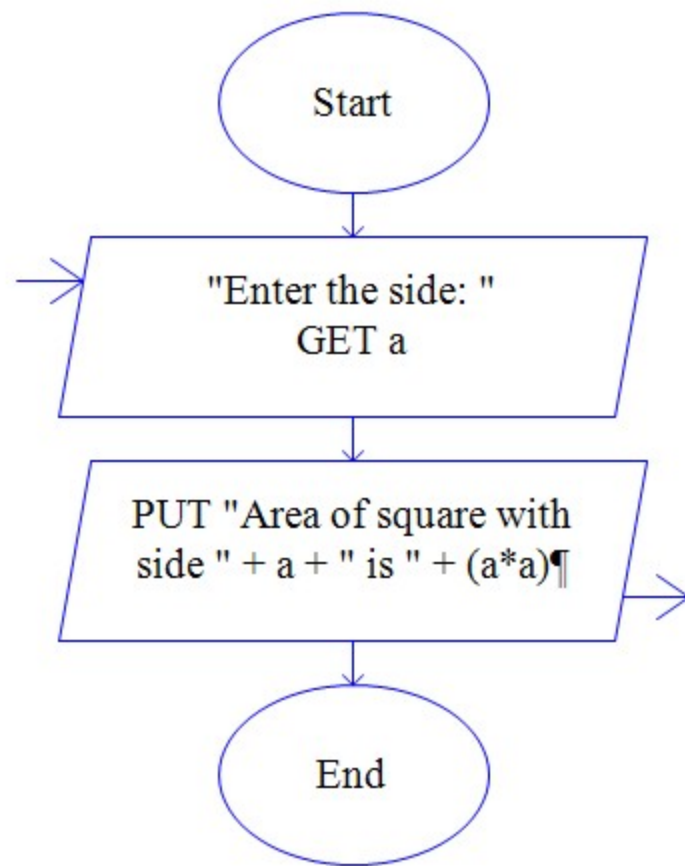 Start
"Enter the side: "
GET a
PUT "Area of square with
side " + a + " is " + (a*a)¶
End